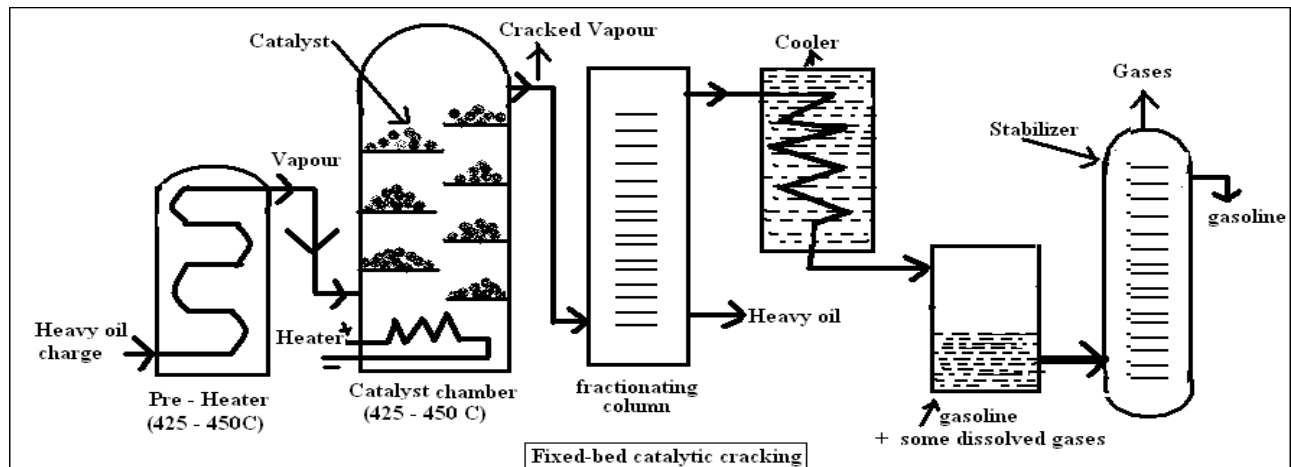 Catalyst
Cracked Vapour
Cooler
Gases
Stabilizer
Vapour
gasoline
Heavy oil
charge
Heater
+
−
Heavy oil
Pre - Heater
(425 - 450C)
Catalyst chamber
(425 - 450 C)
fractionating
column
gasoline
+ some dissolved gases
Fixed-bed catalytic cracking